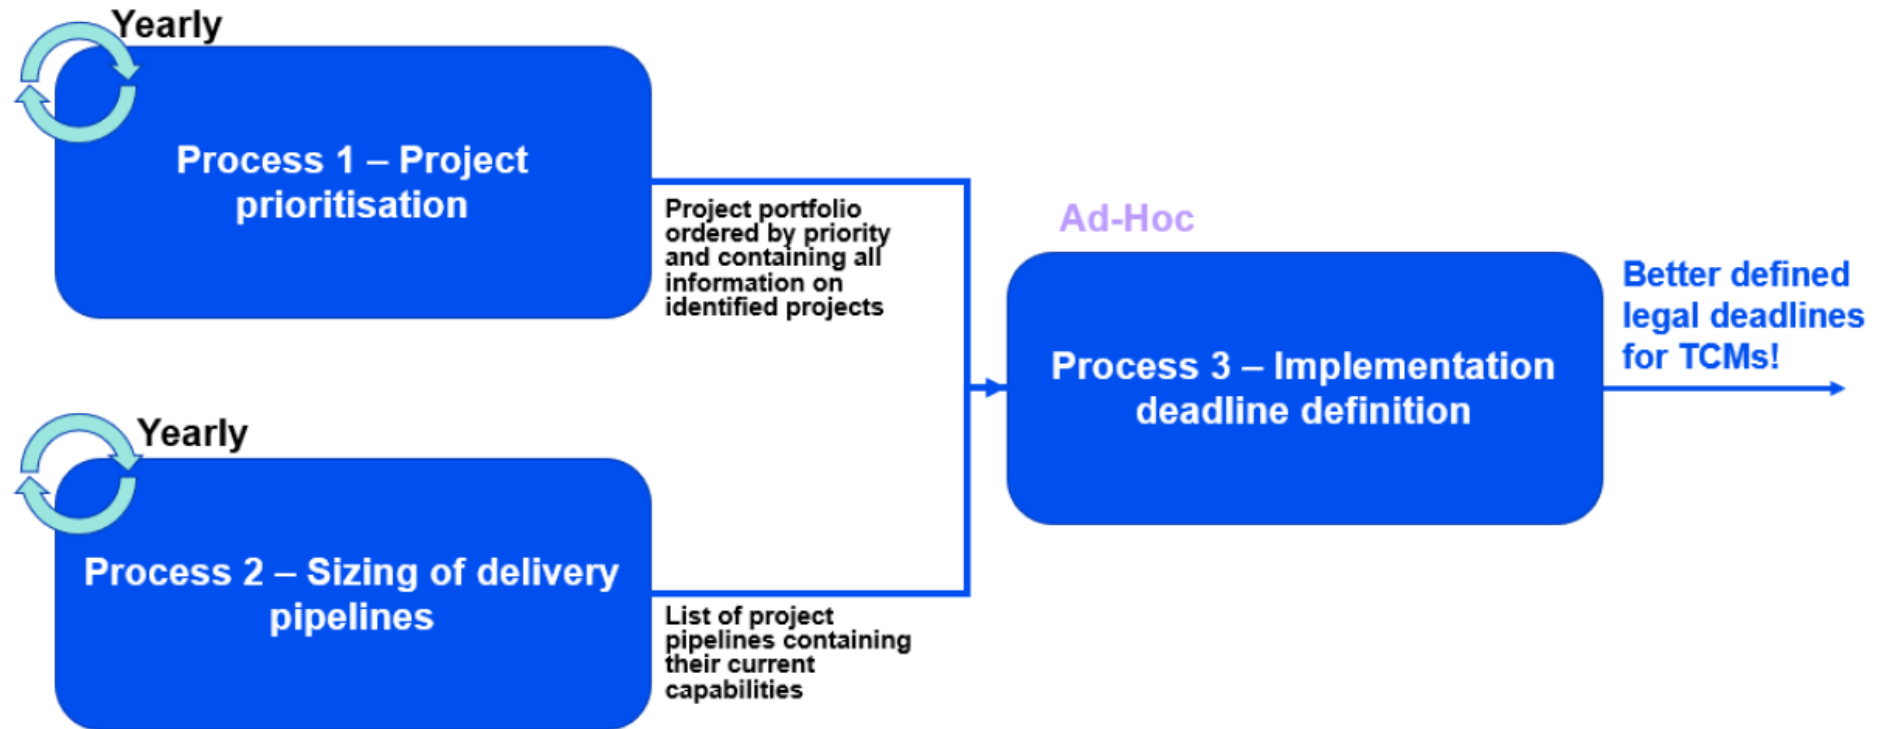 Yearly
Process 1 – Project
prioritisation
Project portfolio
ordered by priority
and containing all
information on
identified projects
Yearly
Process 2 – Sizing of delivery
pipelines
List of project
pipelines containing
their current
capabilities
Ad-Hoc
Process 3 – Implementation
deadline definition
Better defined
legal deadlines
for TCMs!